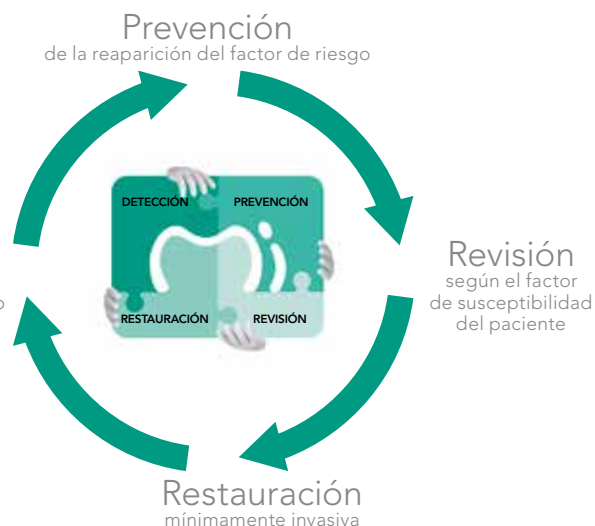 Prevención
de la reaparición del factor de riesgo
DETECCIÓN
PREVENCIÓN
RESTAURACIÓN
REVISIÓN
Revisión
según el factor
de susceptibilidad
del paciente
Restauración
mínimamente invasiva